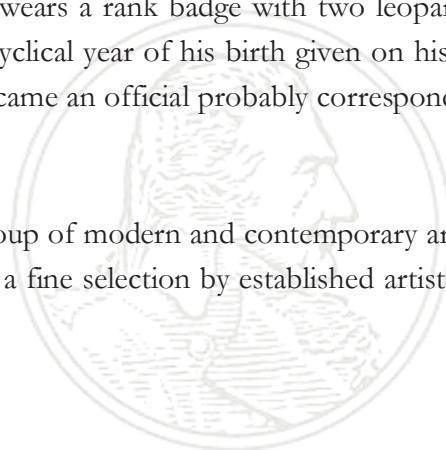 wears a rank badge with two leopar
yclical year of his birth given on his
came an official probably correspond
oup of modern and contemporary ar
a fine selection by established artist